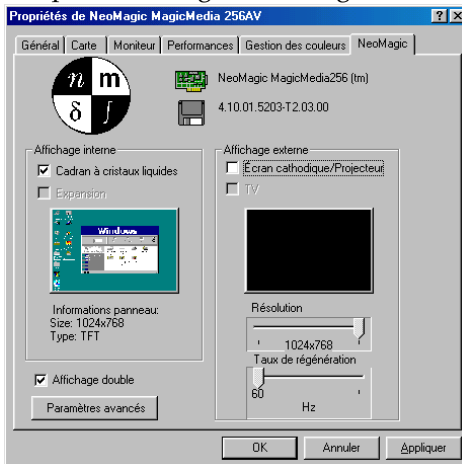 Propriétés de NeoMagic MagicMedia 256AV
Général Carte Moniteur Performances Gestion des couleurs NeoMagic
n m
δ ∫
NeoMagic MagicMedia256 (tm)
4.10.01.5203-T2.03.00
Affichage interne
Cadran à cristaux liquides
Expansion
Windows
Informations panneau:
Size: 1024x768
Type: TFT
Affichage double
Paramètres avancés
Affichage externe
Ecran cathodique/Projecteur
TV
Résolution
1024x768
Taux de régénération
60
Hz
OK Annuler Appliquer